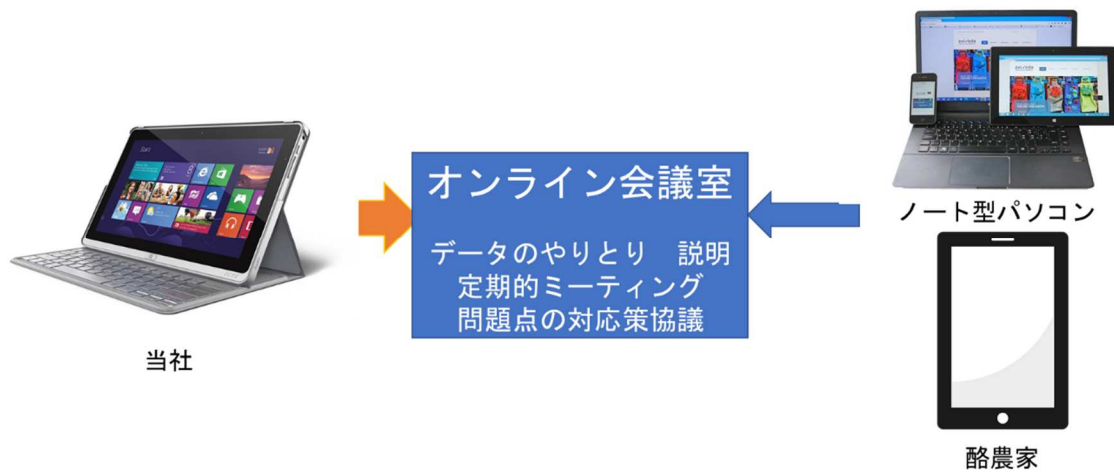 オンライン会議室
データのやりとり　説明
定期的ミーティング
問題点の対応策協議
当社
ノート型パソコン
酪農家
Start